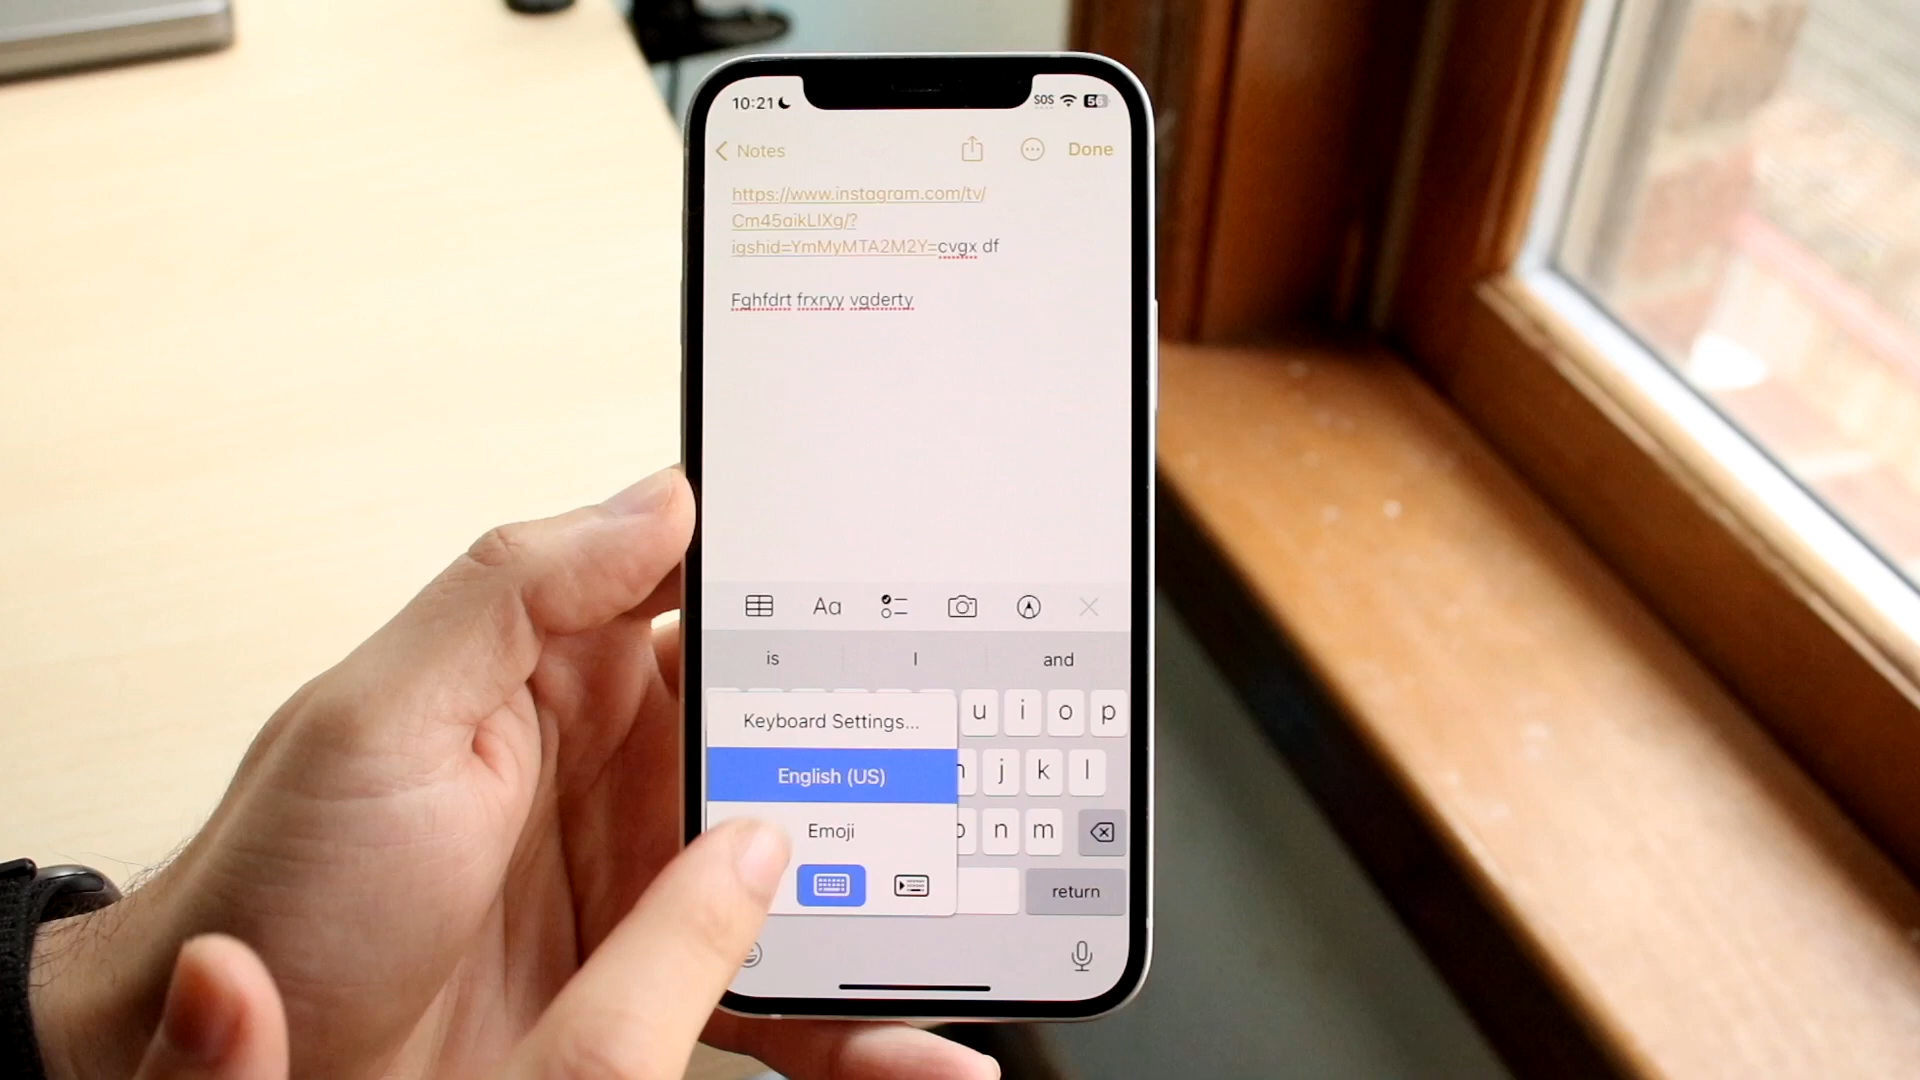 10:21 SOS 56
Notes Done
https://www.instagram.com/tv/
Cm45aikLIXg/?
igshid=YmMyMTA2M2Y=cvgx df
Fghfdrt frxryy vgderty
Aa
is I and
Keyboard Settings... u i o p
English (US) j k l
Emoji n m
return